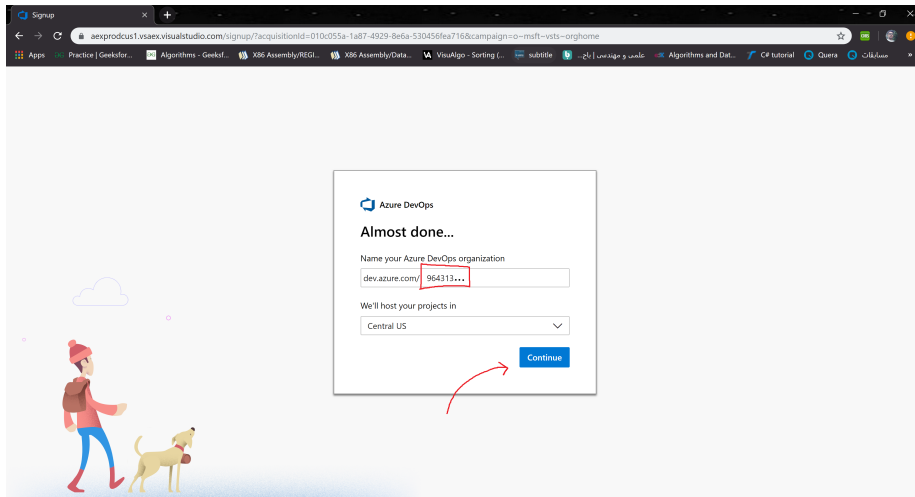 Signup
aexprodcus1.vsaex.visualstudio.com/signup/?acquisitionId=010c055a-1a87-4929-8e6a-530456fea716&campaign=o~msft~vsts~orghome
Apps Practice | Geeksfor... Algorithms - Geeksf... X86 Assembly/REGI... X86 Assembly/Data... VisuAlgo - Sorting (... subtitle علمی و مهندسی | باخ... Algorithms and Dat... C# tutorial Quera مسابقات »
Azure DevOps
Almost done...
Name your Azure DevOps organization
dev.azure.com/ 964313...
We'll host your projects in
Central US
Continue